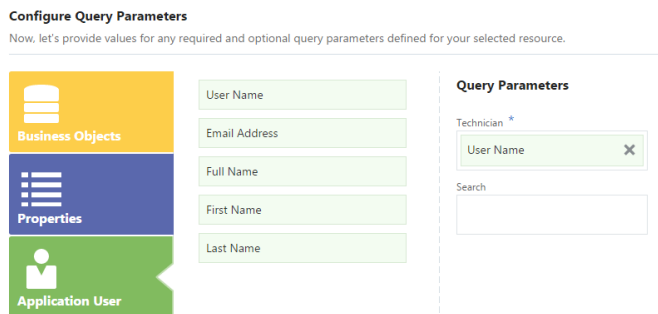 Configure Query Parameters
Now, let's provide values for any required and optional query parameters defined for your selected resource.
Business Objects
Properties
Application User
User Name
Email Address
Full Name
First Name
Last Name
Query Parameters
Technician *
User Name
Search